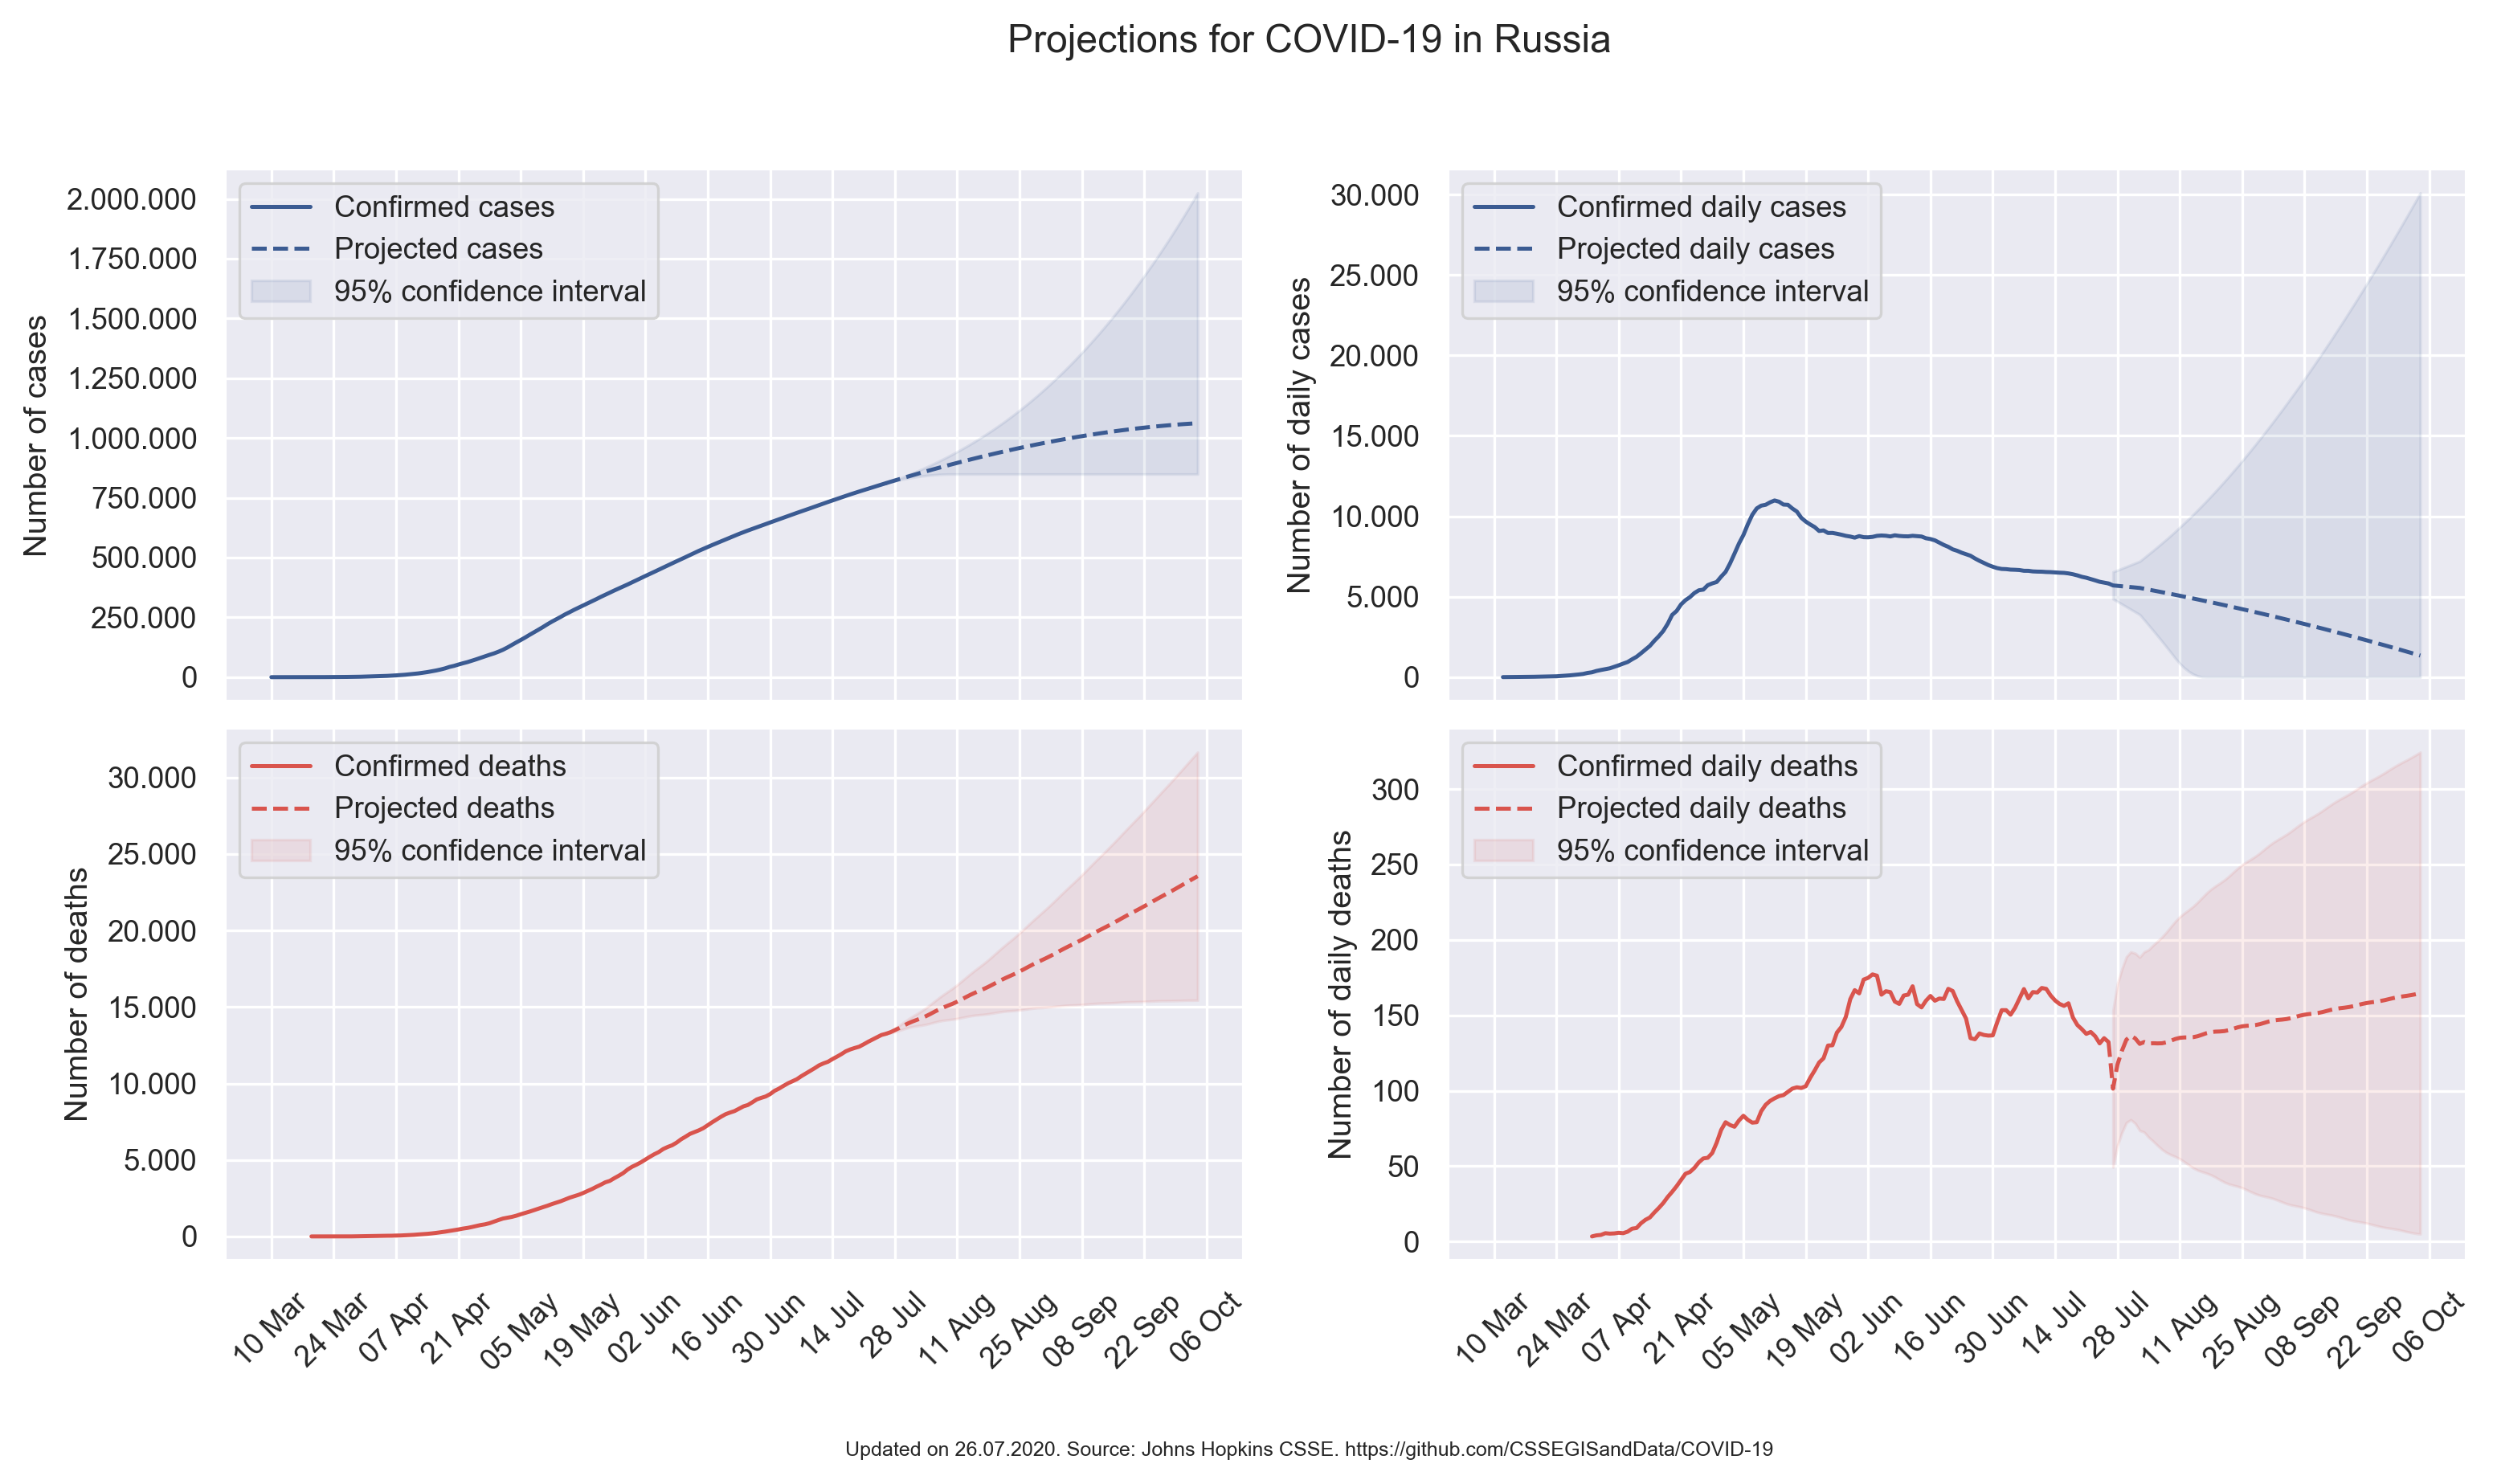 Projections for COVID-19 in Russia
Number of cases
2.000.000
1.750.000
1.500.000
1.250.000
1.000.000
750.000
500.000
250.000
0
Confirmed cases
Projected cases
95% confidence interval
Number of daily cases
30.000
25.000
20.000
15.000
10.000
5.000
0
Confirmed daily cases
Projected daily cases
95% confidence interval
Number of deaths
30.000
25.000
20.000
15.000
10.000
5.000
0
Confirmed deaths
Projected deaths
95% confidence interval
10 Mar
24 Mar
07 Apr
21 Apr
05 May
19 May
02 Jun
16 Jun
30 Jun
14 Jul
28 Jul
11 Aug
25 Aug
08 Sep
22 Sep
06 Oct
Number of daily deaths
300
250
200
150
100
50
0
Confirmed daily deaths
Projected daily deaths
95% confidence interval
10 Mar
24 Mar
07 Apr
21 Apr
05 May
19 May
02 Jun
16 Jun
30 Jun
14 Jul
28 Jul
11 Aug
25 Aug
08 Sep
22 Sep
06 Oct
Updated on 26.07.2020. Source: Johns Hopkins CSSE. https://github.com/CSSEGISandData/COVID-19